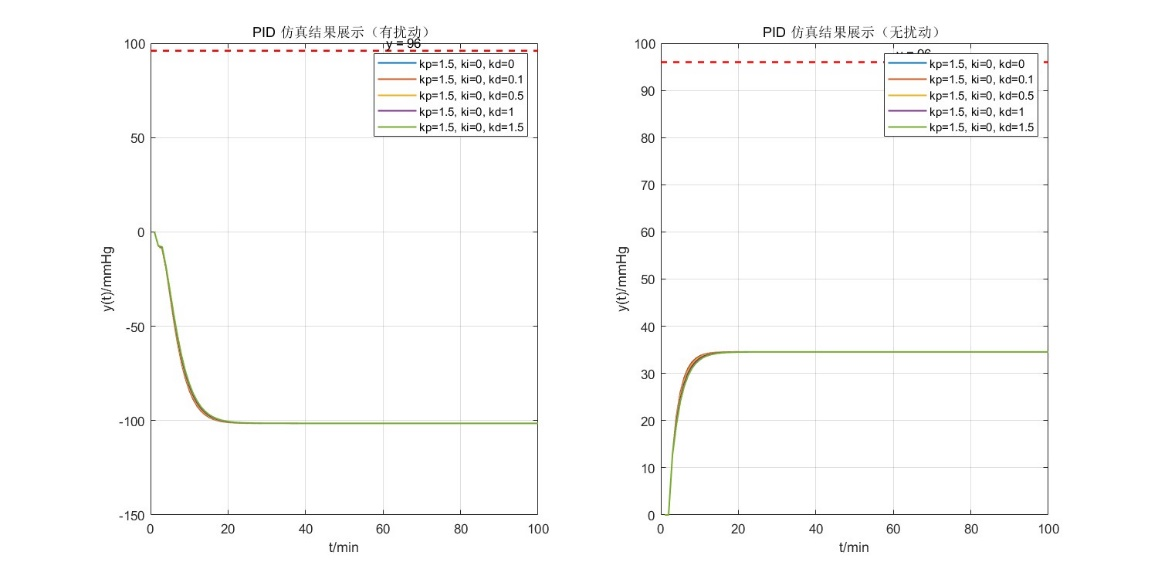 PID 仿真结果展示（有扰动）
y = 96
kp=1.5, ki=0, kd=0
kp=1.5, ki=0, kd=0.1
kp=1.5, ki=0, kd=0.5
kp=1.5, ki=0, kd=1
kp=1.5, ki=0, kd=1.5
100
50
0
-50
-100
-150
y(t)/mmHg
0 20 40 60 80 100
t/min
PID 仿真结果展示（无扰动）
y = 96
kp=1.5, ki=0, kd=0
kp=1.5, ki=0, kd=0.1
kp=1.5, ki=0, kd=0.5
kp=1.5, ki=0, kd=1
kp=1.5, ki=0, kd=1.5
100
90
80
70
60
50
40
30
20
10
0
y(t)/mmHg
0 20 40 60 80 100
t/min